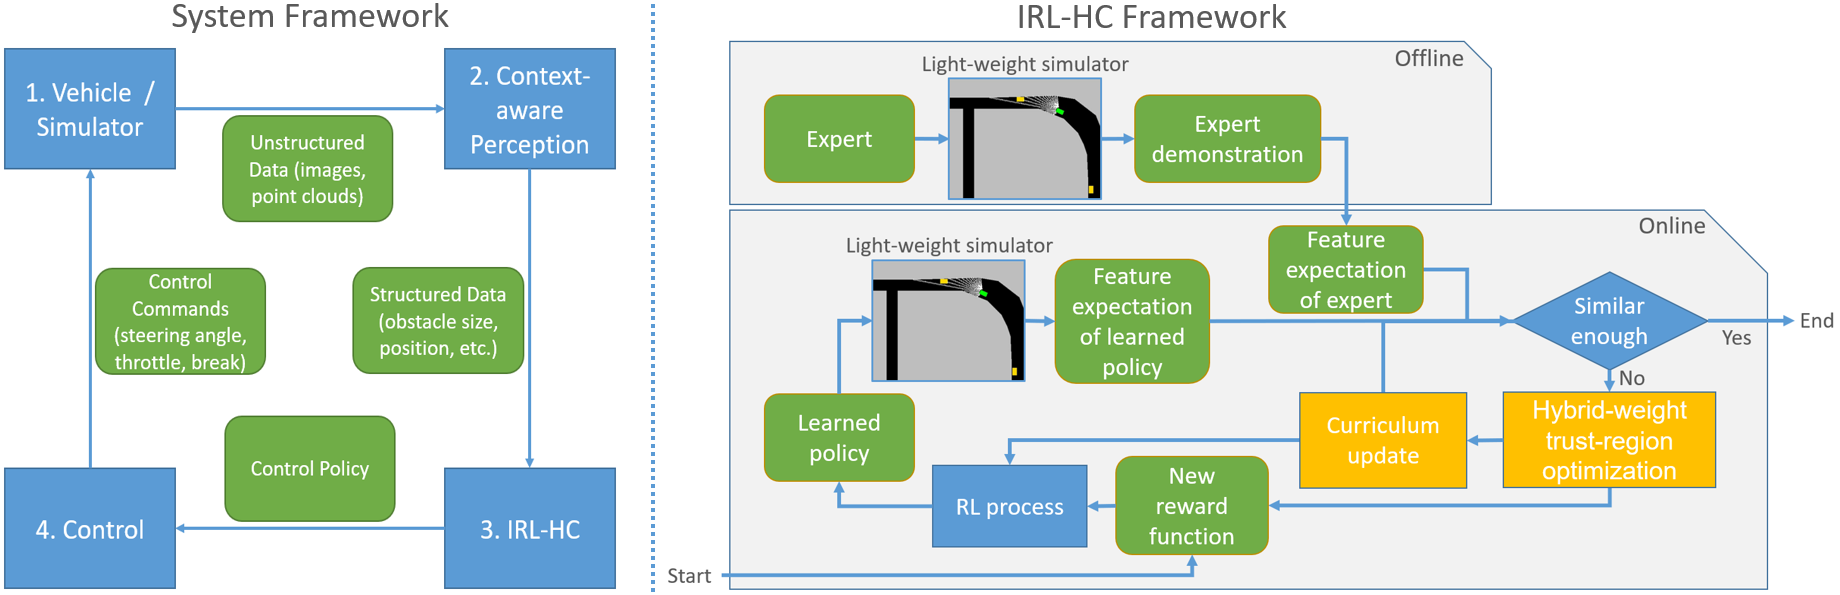 System Framework
1. Vehicle /
Simulator
2. Context-
aware
Perception
Unstructured
Data (images,
point clouds)
Control
Commands
(steering angle,
throttle, break)
Structured Data
(obstacle size,
position, etc.)
Control Policy
4. Control
3. IRL-HC
IRL-HC Framework
Offline
Light-weight simulator
Expert
Expert
demonstration
Online
Light-weight simulator
Feature
expectation
of learned
policy
Feature
expectation
of expert
Similar
enough
Yes
End
No
Learned
policy
Curriculum
update
Hybrid-weight
trust-region
optimization
RL process
New
reward
function
Start